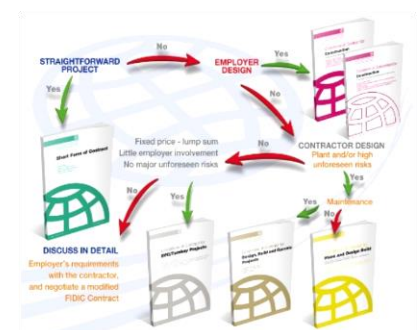 No
STRAIGHTFORWARD
PROJECT
EMPLOYER
DESIGN
Yes
Construction
Construction
Yes
No
Short Form of Contract
Fixed price - lump sum
Little employer involvement
No major unforeseen risks
No
CONTRACTOR DESIGN
Plant and/or high
unforeseen risks
No
Yes
Yes
Maintenance
Yes
No
DISCUSS IN DETAIL
Employer's requirements
with the contractor,
and negotiate a modified
FIDIC Contract
EPC/Turnkey Projects
Design, Build and Operate
Projects
Plant and Design-Build